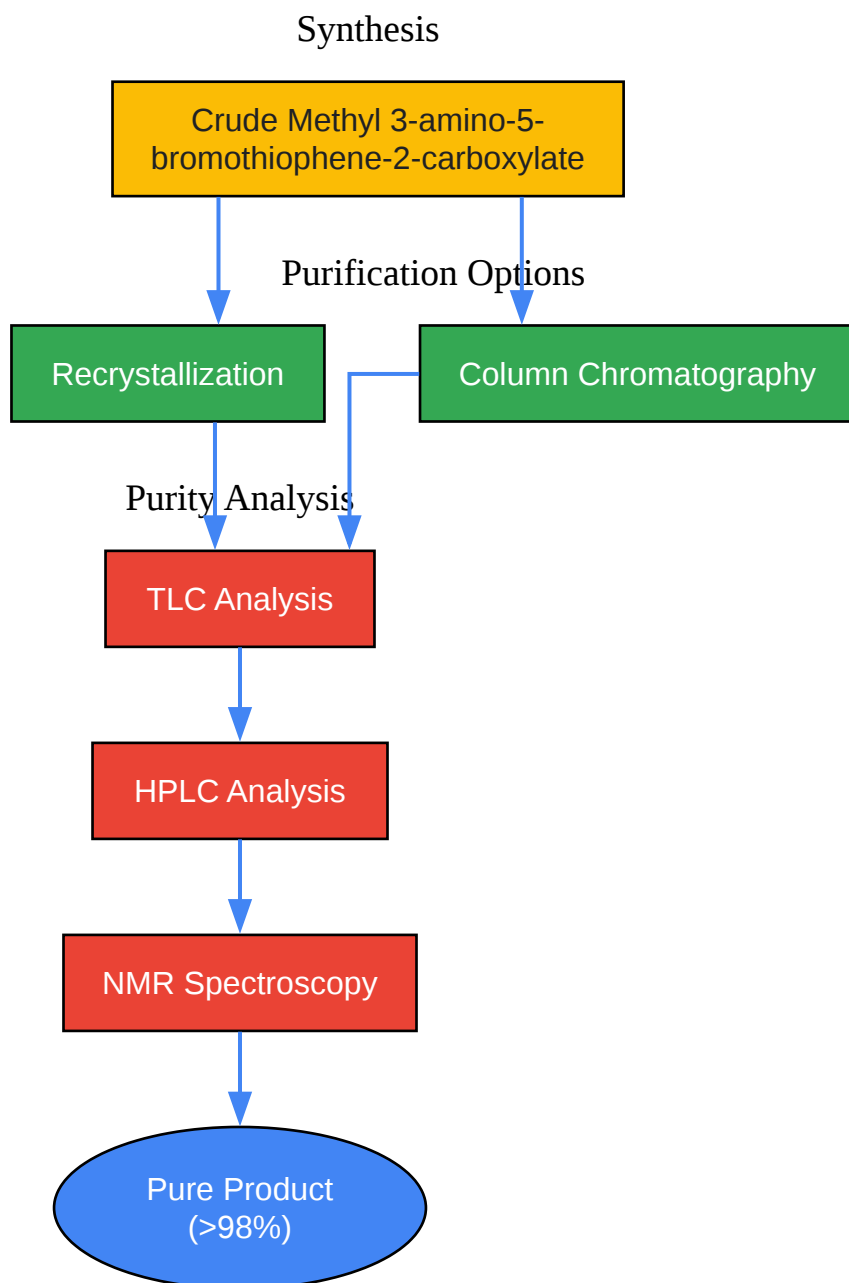 Synthesis
Crude Methyl 3-amino-5-
bromothiophene-2-carboxylate
Purification Options
Recrystallization
Column Chromatography
Purity Analysis
TLC Analysis
HPLC Analysis
NMR Spectroscopy
Pure Product
(>98%)